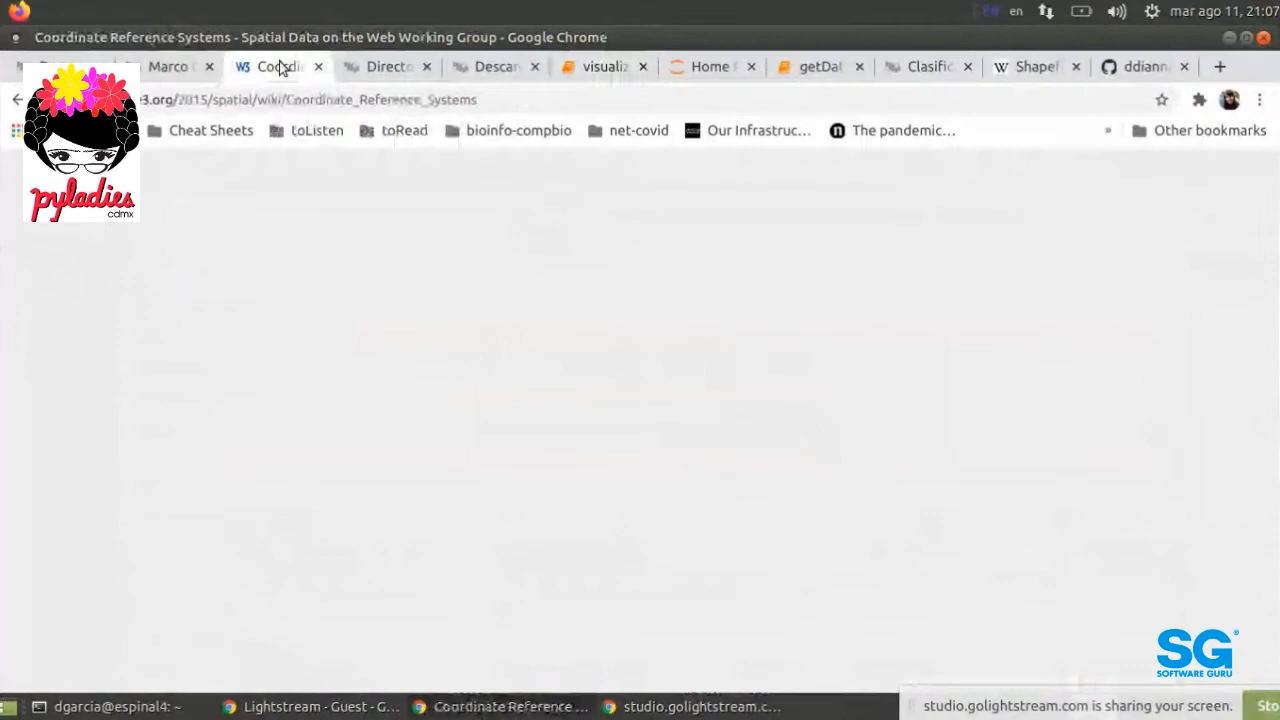 en mar ago 11, 21:07
Coordinate Reference Systems - Spatial Data on the Web Working Group - Google Chrome
Marco Coordi Directo Descar visualiz Home getDat Clasific Shapef ddiann
3.org/2015/spatial/wiki/Coordinate_Reference_Systems
Cheat Sheets toListen toRead bioinfo-compbio net-covid Our Infrastruc... The pandemic... » Other bookmarks
pyladies
cdmx
SG
SOFTWARE GURU
dgarcia@espinal4: ~ Lightstream - Guest - G... Coordinate Reference ... studio.golightstream.c... studio.golightstream.com is sharing your screen. Sto